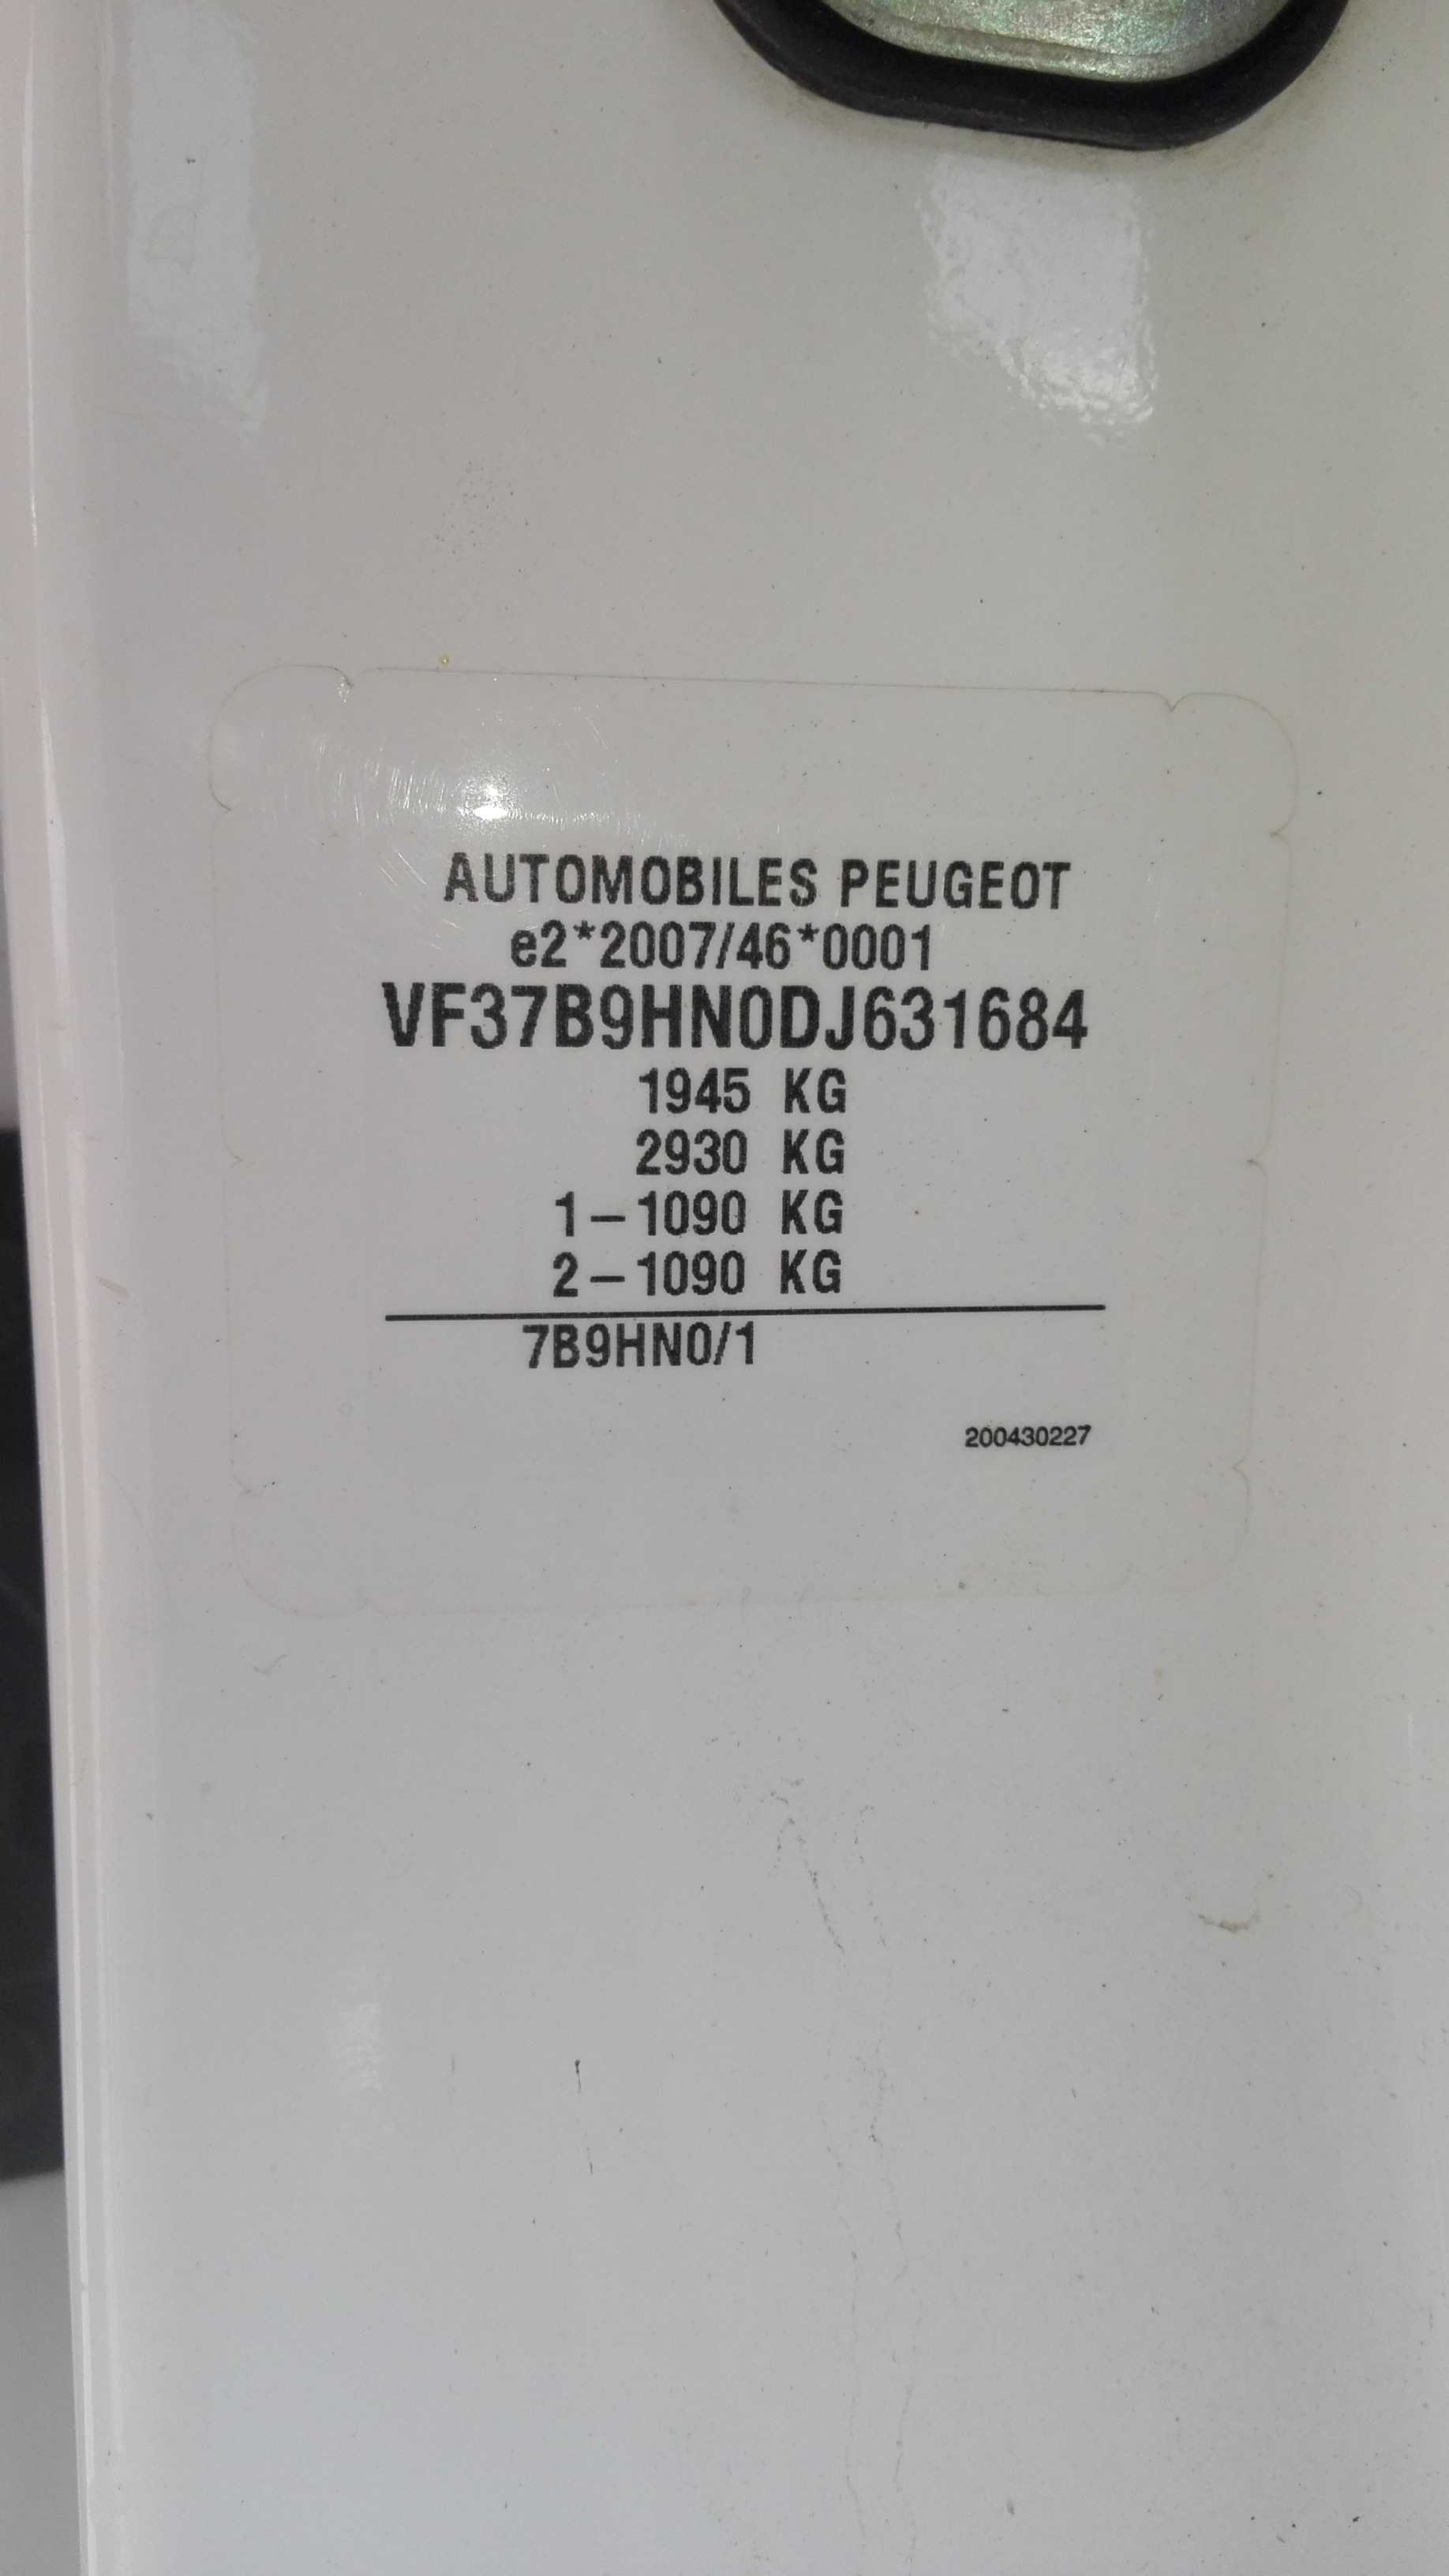 AUTOMOBILES PEUGEOT
e2*2007/46*0001
VF37B9HN0DJ631684
1945 KG
2930 KG
1–1090 KG
2–1090 KG
7B9HN0/1
200430227